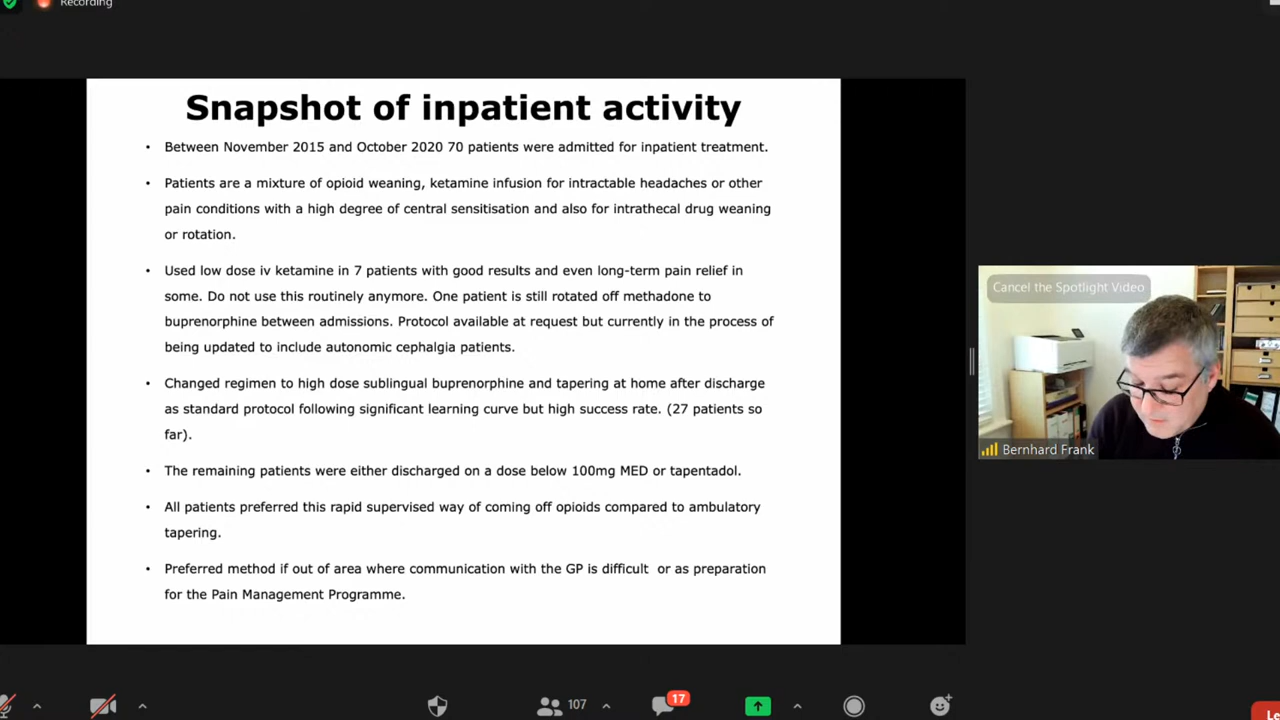 Recording
Snapshot of inpatient activity
• Between November 2015 and October 2020 70 patients were admitted for inpatient treatment.
• Patients are a mixture of opioid weaning, ketamine infusion for intractable headaches or other
pain conditions with a high degree of central sensitisation and also for intrathecal drug weaning
or rotation.
• Used low dose iv ketamine in 7 patients with good results and even long-term pain relief in
some. Do not use this routinely anymore. One patient is still rotated off methadone to
buprenorphine between admissions. Protocol available at request but currently in the process of
being updated to include autonomic cephalgia patients.
• Changed regimen to high dose sublingual buprenorphine and tapering at home after discharge
as standard protocol following significant learning curve but high success rate. (27 patients so
far).
• The remaining patients were either discharged on a dose below 100mg MED or tapentadol.
• All patients preferred this rapid supervised way of coming off opioids compared to ambulatory
tapering.
• Preferred method if out of area where communication with the GP is difficult or as preparation
for the Pain Management Programme.
Cancel the Spotlight Video
Bernhard Frank
107
17